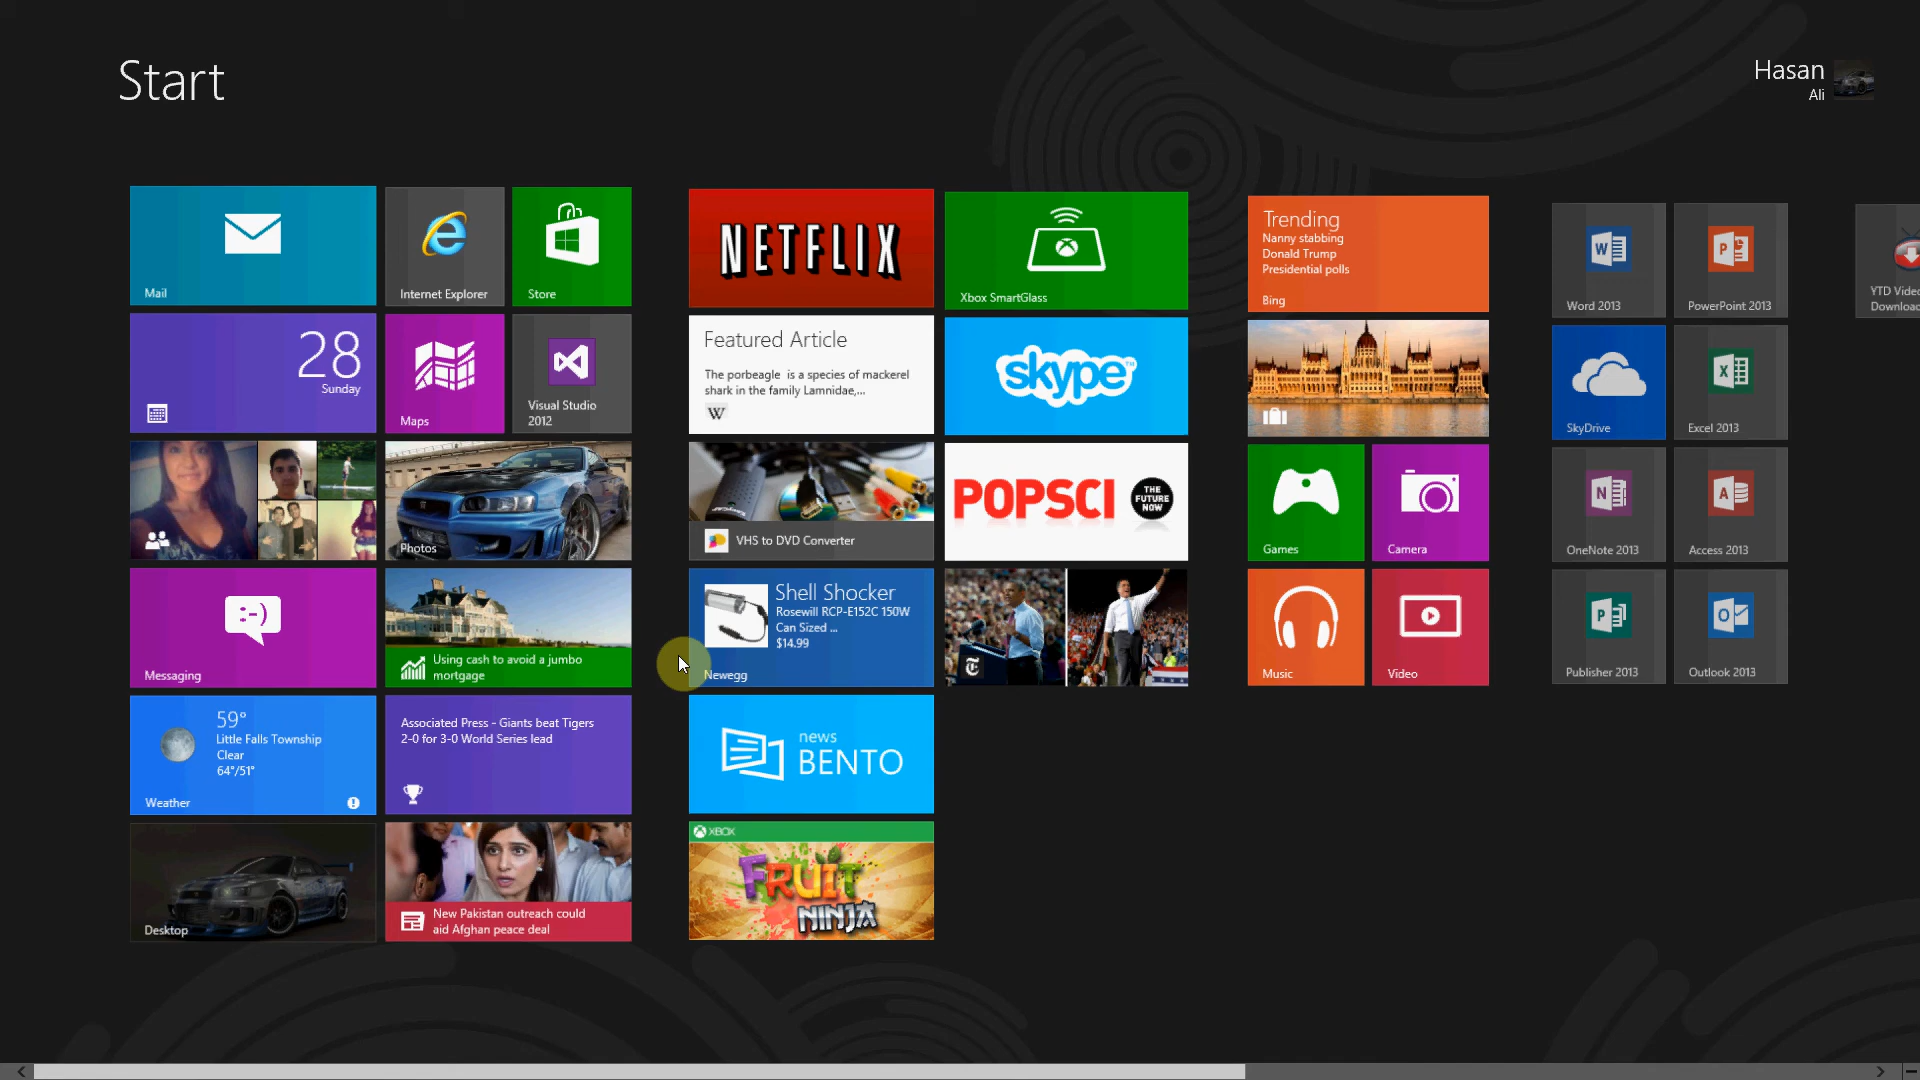 Start
Hasan
Ali
Mail
Internet Explorer
Store
28
Sunday
Maps
Visual Studio
2012
Photos
Messaging
Using cash to avoid a jumbo
mortgage
59°
Little Falls Township
Clear
64°/51°
Weather
Associated Press - Giants beat Tigers
2-0 for 3-0 World Series lead
Desktop
New Pakistan outreach could
aid Afghan peace deal
NETFLIX
Xbox SmartGlass
Featured Article
The porbeagle is a species of mackerel
shark in the family Lamnidae,...
W
skype™
VHS to DVD Converter
POPSCI
THE
FUTURE
NOW
Shell Shocker
Rosewill RCP-E152C 150W
Can Sized ...
$14.99
Newegg
T
news
BENTO
XBOX
FRUIT
NINJA
Trending
Nanny stabbing
Donald Trump
Presidential polls
Bing
Games
Camera
Music
Video
Word 2013
PowerPoint 2013
SkyDrive
Excel 2013
OneNote 2013
Access 2013
Publisher 2013
Outlook 2013
YTD Video
Downloac